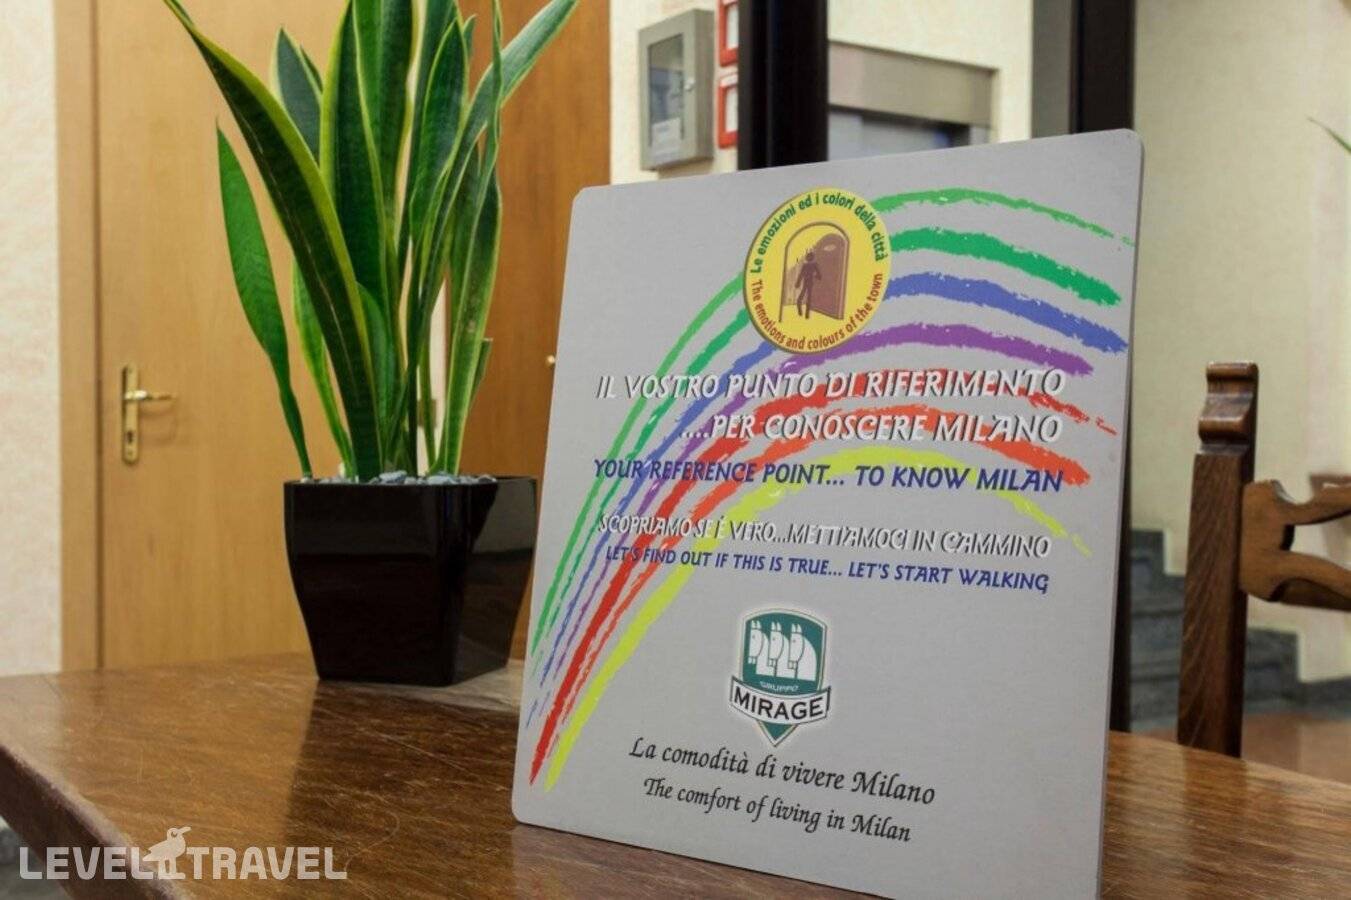 Le emozioni ed i colori della città
The emotions and colours of the town
IL VOSTRO PUNTO DI RIFERIMENTO
....PER CONOSCERE MILANO
YOUR REFERENCE POINT... TO KNOW MILAN
SCOPRIAMO SE È VERO...METTIAMOCI IN CAMMINO
LET'S FIND OUT IF THIS IS TRUE... LET'S START WALKING
GRUPPO
MIRAGE
La comodità di vivere Milano
The comfort of living in Milan
LEVEL TRAVEL